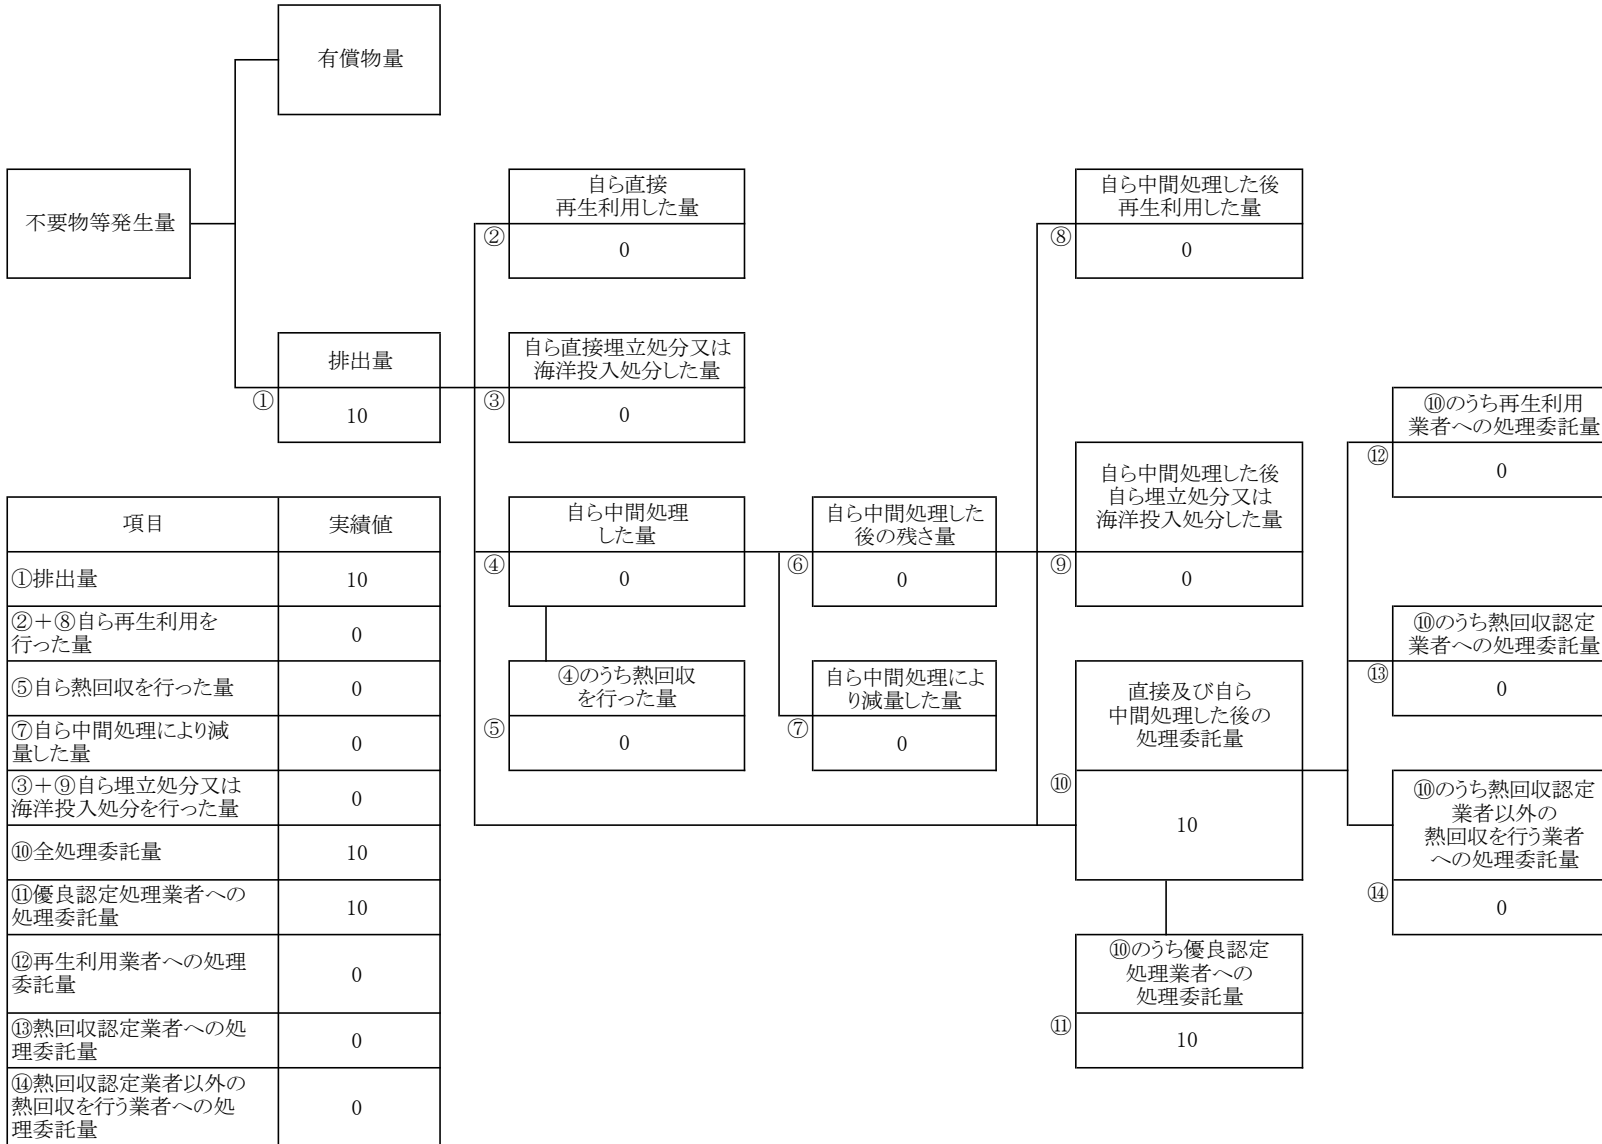 有償物量
不要物等発生量
自ら直接
再生利用した量
②
0
自ら中間処理した後
再生利用した量
⑧
0
排出量
①
10
自ら直接埋立処分又は
海洋投入処分した量
③
0
⑩のうち再生利用
業者への処理委託量
⑫
0
自ら中間処理
した量
④
0
自ら中間処理した
後の残さ量
⑥
0
自ら中間処理した後
自ら埋立処分又は
海洋投入処分した量
⑨
0
④のうち熱回収
を行った量
⑤
0
自ら中間処理によ
り減量した量
⑦
0
直接及び自ら
中間処理した後の
処理委託量
⑩
10
⑩のうち熱回収認定
業者への処理委託量
⑬
0
⑩のうち熱回収認定
業者以外の
熱回収を行う業者
への処理委託量
⑭
0
⑩のうち優良認定
処理業者への
処理委託量
⑪
10
項目 実績値
①排出量 10
②+⑧自ら再生利用を
行った量 0
⑤自ら熱回収を行った量 0
⑦自ら中間処理により減
量した量 0
③+⑨自ら埋立処分又は
海洋投入処分を行った量 0
⑩全処理委託量 10
⑪優良認定処理業者への
処理委託量 10
⑫再生利用業者への処理
委託量 0
⑬熱回収認定業者への処
理委託量 0
⑭熱回収認定業者以外の
熱回収を行う業者への処
理委託量 0